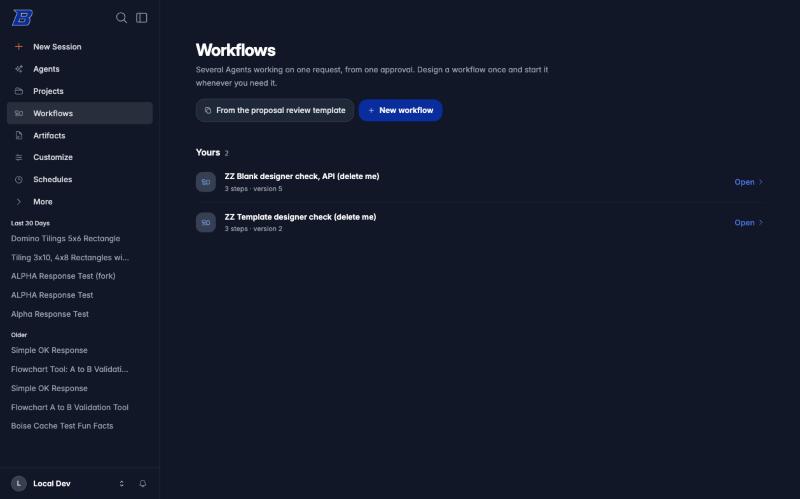 B
New Session
Agents
Projects
Workflows
Artifacts
Customize
Schedules
More
Last 30 Days
Domino Tilings 5x6 Rectangle
Tiling 3x10, 4x8 Rectangles wi...
ALPHA Response Test (fork)
ALPHA Response Test
Alpha Response Test
Older
Simple OK Response
Flowchart Tool: A to B Validati...
Simple OK Response
Flowchart A to B Validation Tool
Boise Cache Test Fun Facts
L Local Dev
Workflows
Several Agents working on one request, from one approval. Design a workflow once and start it
whenever you need it.
From the proposal review template
+ New workflow
Yours 2
ZZ Blank designer check, API (delete me)
3 steps · version 5
Open
ZZ Template designer check (delete me)
3 steps · version 2
Open